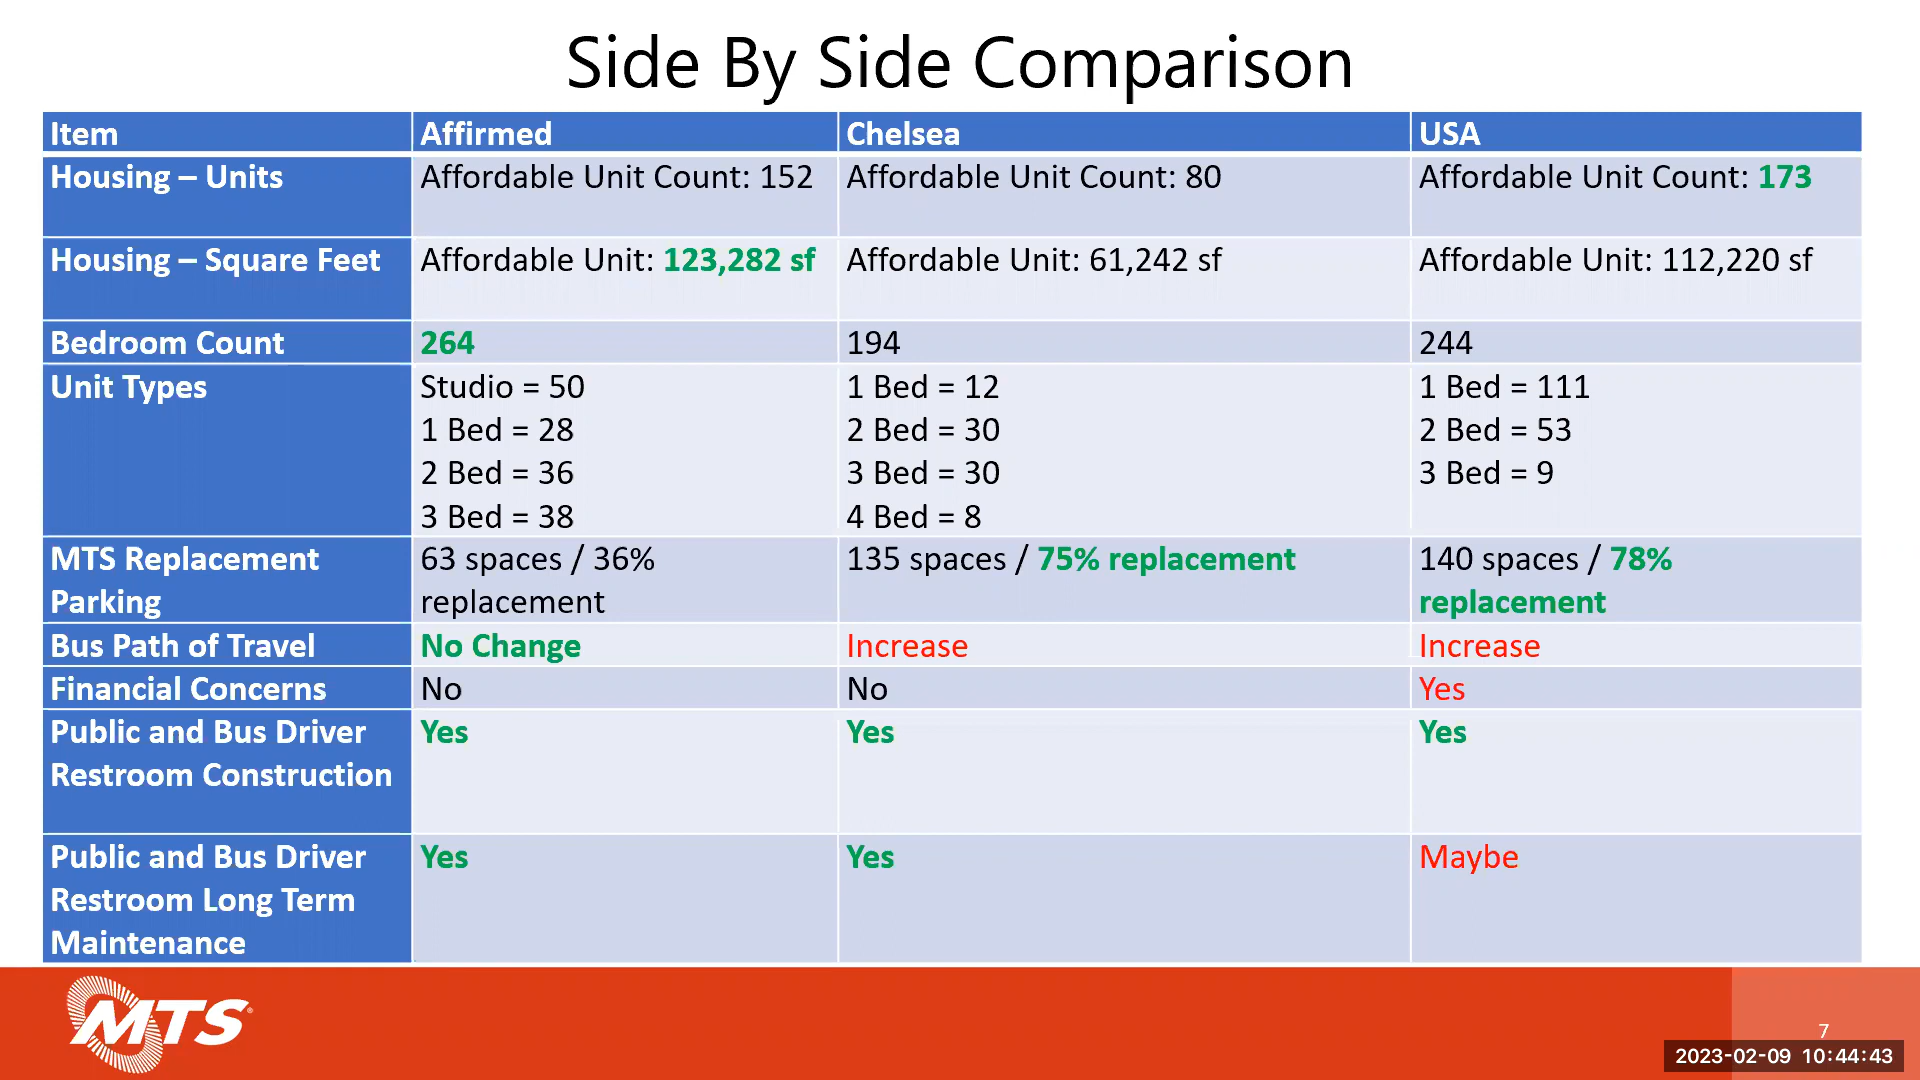 Side By Side Comparison
Item
Affirmed
Chelsea
USA
Housing – Units
Affordable Unit Count: 152
Affordable Unit Count: 80
Affordable Unit Count: 173
Housing – Square Feet
Affordable Unit: 123,282 sf
Affordable Unit: 61,242 sf
Affordable Unit: 112,220 sf
Bedroom Count
264
194
244
Unit Types
Studio = 50
1 Bed = 28
2 Bed = 36
3 Bed = 38
1 Bed = 12
2 Bed = 30
3 Bed = 30
4 Bed = 8
1 Bed = 111
2 Bed = 53
3 Bed = 9
MTS Replacement
Parking
63 spaces / 36%
replacement
135 spaces / 75% replacement
140 spaces / 78%
replacement
Bus Path of Travel
No Change
Increase
Increase
Financial Concerns
No
No
Yes
Public and Bus Driver
Restroom Construction
Yes
Yes
Yes
Public and Bus Driver
Restroom Long Term
Maintenance
Yes
Yes
Maybe
MTS
7
2023-02-09 10:44:43